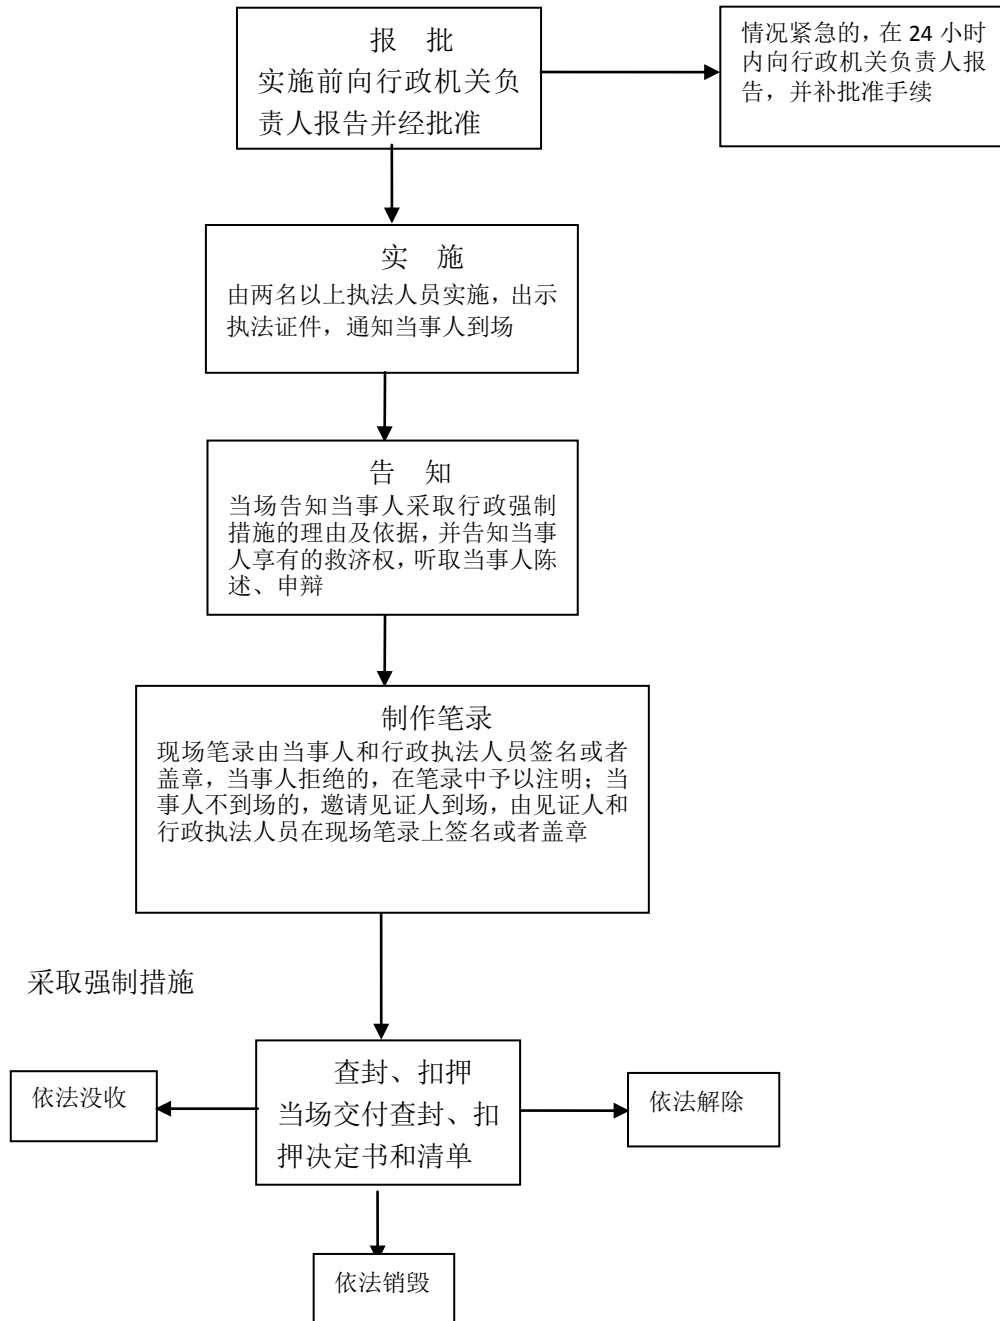 报 批
实施前向行政机关负
责人报告并经批准
情况紧急的，在 24 小时
内向行政机关负责人报
告，并补批准手续
实 施
由两名以上执法人员实施，出示
执法证件，通知当事人到场
告 知
当场告知当事人采取行政强制
措施的理由及依据，并告知当事
人享有的救济权，听取当事人陈
述、申辩
制作笔录
现场笔录由当事人和行政执法人员签名或者
盖章，当事人拒绝的，在笔录中予以注明；当
事人不到场的，邀请见证人到场，由见证人和
行政执法人员在现场笔录上签名或者盖章
采取强制措施
查封、扣押
当场交付查封、扣
押决定书和清单
依法没收
依法解除
依法销毁